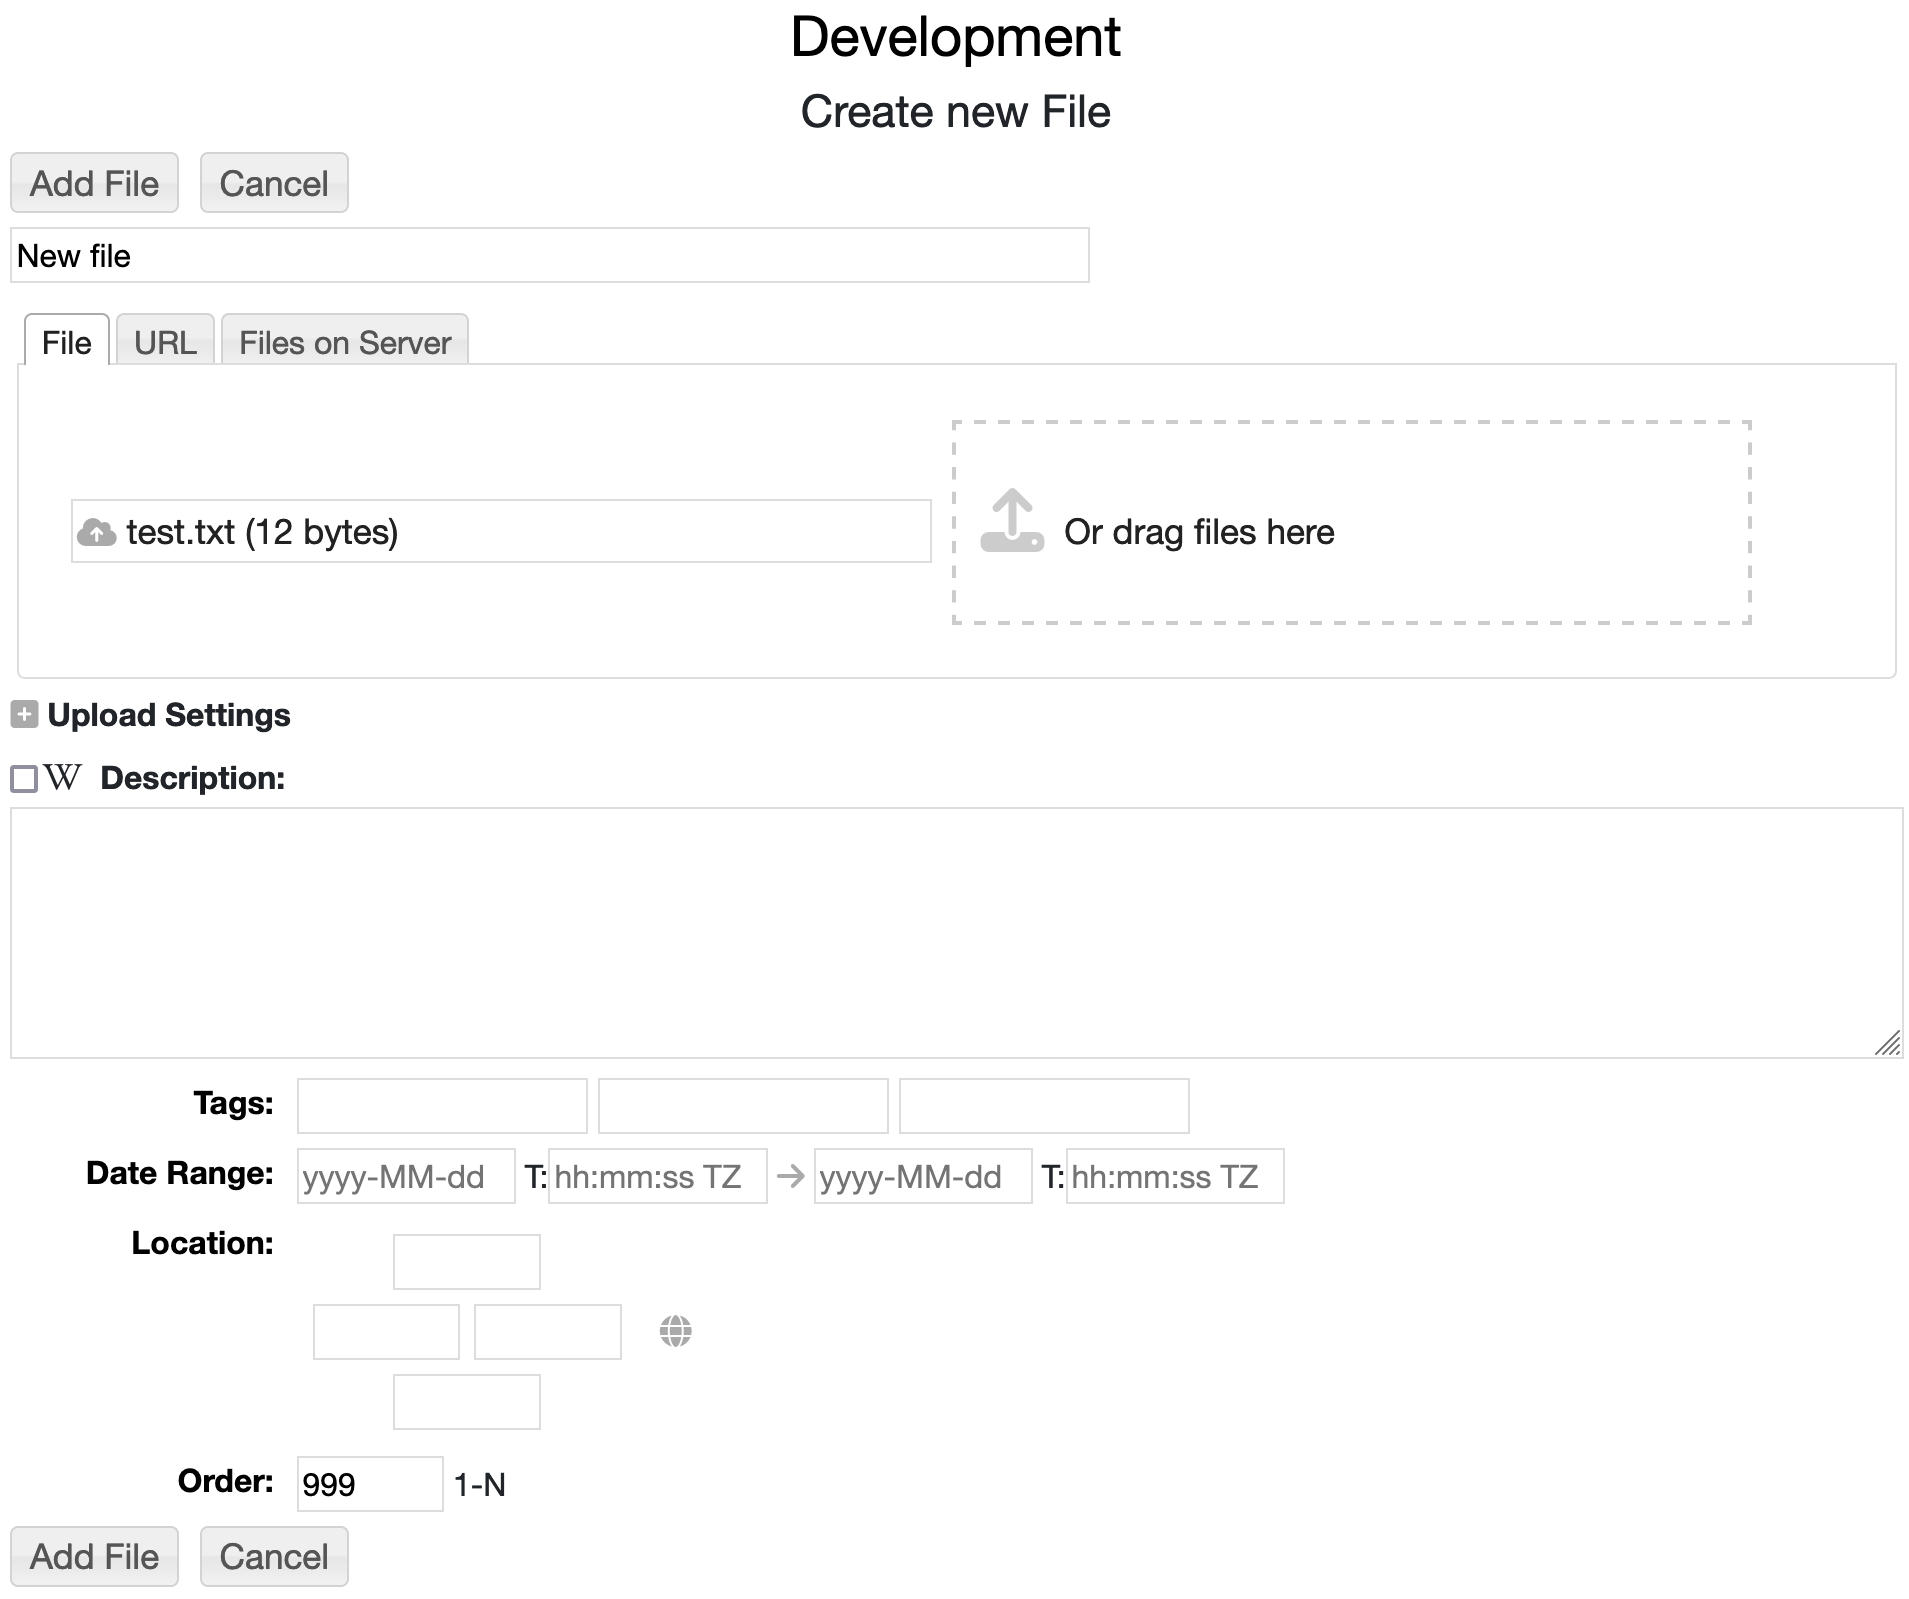 Development
Create new File
Add File Cancel
New file
File URL Files on Server
test.txt (12 bytes) Or drag files here
Upload Settings
W Description:
Tags:
Date Range: yyyy-MM-dd T: hh:mm:ss TZ → yyyy-MM-dd T: hh:mm:ss TZ
Location:
Order: 999 1-N
Add File Cancel